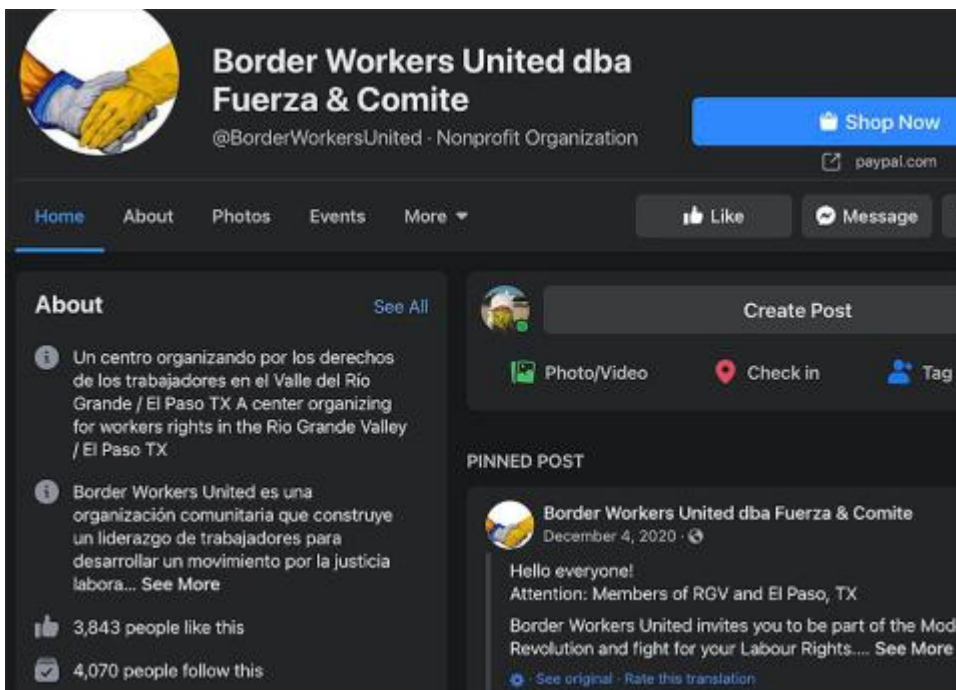 Border Workers United dba
Fuerza & Comite
@BorderWorkersUnited · Nonprofit Organization
Shop Now
paypal.com
Home
About
Photos
Events
More
Like
Message
About
See All
Un centro organizando por los derechos
de los trabajadores en el Valle del Río
Grande / El Paso TX A center organizing
for workers rights in the Rio Grande Valley
/ El Paso TX
Border Workers United es una
organización comunitaria que construye
un liderazgo de trabajadores para
desarrollar un movimiento por la justicia
labora... See More
3,843 people like this
4,070 people follow this
Create Post
Photo/Video
Check in
Tag
PINNED POST
Border Workers United dba Fuerza & Comite
December 4, 2020 ·
Hello everyone!
Attention: Members of RGV and El Paso, TX
Border Workers United invites you to be part of the Mod
Revolution and fight for your Labour Rights.... See More
· See original · Rate this translation